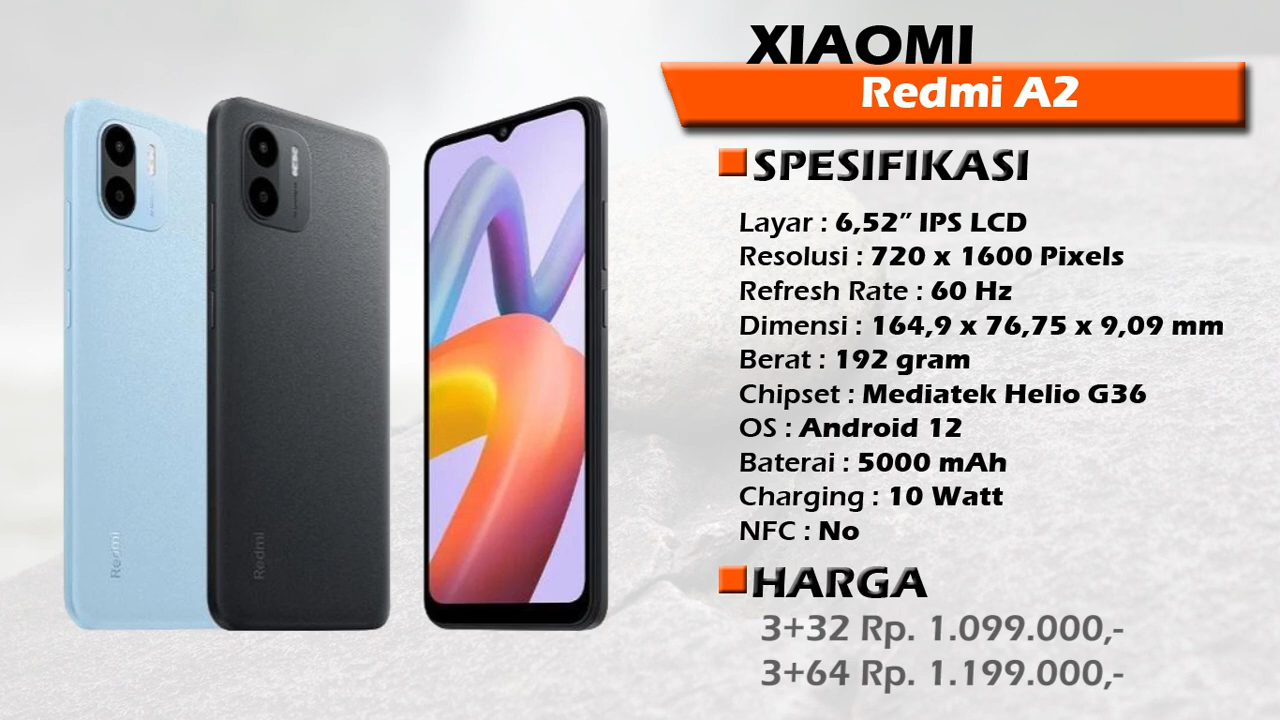 XIAOMI
Redmi A2
SPESIFIKASI
Layar : 6,52” IPS LCD
Resolusi : 720 x 1600 Pixels
Refresh Rate : 60 Hz
Dimensi : 164,9 x 76,75 x 9,09 mm
Berat : 192 gram
Chipset : Mediatek Helio G36
OS : Android 12
Baterai : 5000 mAh
Charging : 10 Watt
NFC : No
HARGA
3+32 Rp. 1.099.000,-
3+64 Rp. 1.199.000,-
Redmi
Redmi